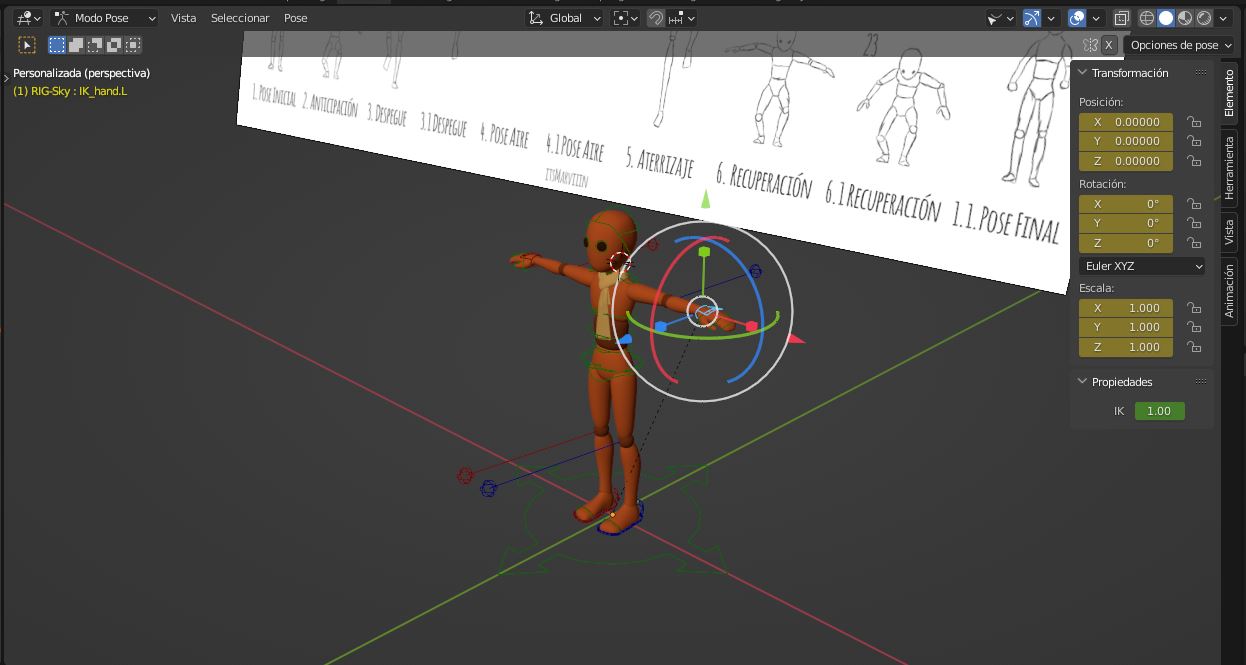 Modo Pose
Vista
Seleccionar
Pose
Global
X
Opciones de pose
Personalizada (perspectiva)
(1) RIG-Sky : IK_hand.L
23
1. POSE INICIAL
2. ANTICIPACIÓN
3. DESPEGUE
3.1 DESPEGUE
4. POSE AIRE
4.1 POSE AIRE
ITSMARVIITN
5. ATERRIZAJE
6. RECUPERACIÓN
6.1 RECUPERACIÓN
1.1. POSE FINAL
Transformación
Posición:
X 0.00000
Y 0.00000
Z 0.00000
Rotación:
X 0°
Y 0°
Z 0°
Euler XYZ
Escala:
X 1.000
Y 1.000
Z 1.000
Propiedades
IK 1.00
Elemento
Herramienta
Vista
Animación